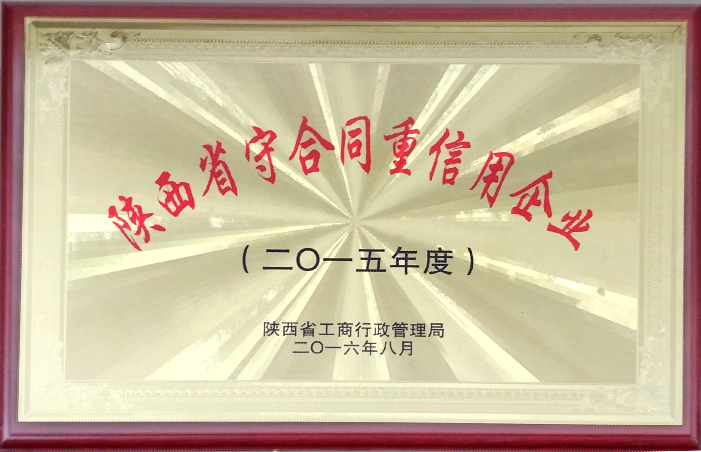 陕西省守合同重信用企业
（二〇一五年度）
陕西省工商行政管理局
二〇一六年八月